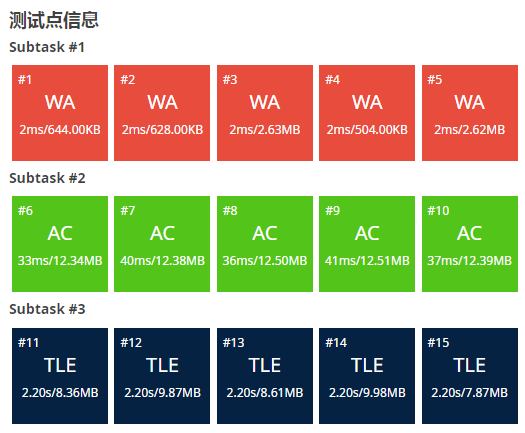 测试点信息
Subtask #1
#1 #2 #3 #4 #5
WA WA WA WA WA
2ms/644.00KB 2ms/628.00KB 2ms/2.63MB 2ms/504.00KB 2ms/2.62MB
Subtask #2
#6 #7 #8 #9 #10
AC AC AC AC AC
33ms/12.34MB 40ms/12.38MB 36ms/12.50MB 41ms/12.51MB 37ms/12.39MB
Subtask #3
#11 #12 #13 #14 #15
TLE TLE TLE TLE TLE
2.20s/8.36MB 2.20s/9.87MB 2.20s/8.61MB 2.20s/9.98MB 2.20s/7.87MB